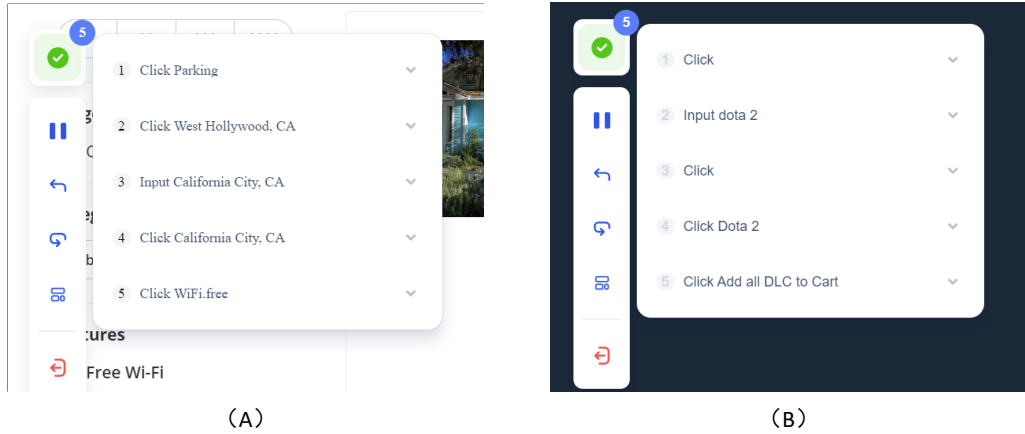 5
1 Click Parking
2 Click West Hollywood, CA
3 Input California City, CA
4 Click California City, CA
5 Click WiFi.free
tures
Free Wi-Fi
(A)
5
1 Click
2 Input dota 2
3 Click
4 Click Dota 2
5 Click Add all DLC to Cart
(B)